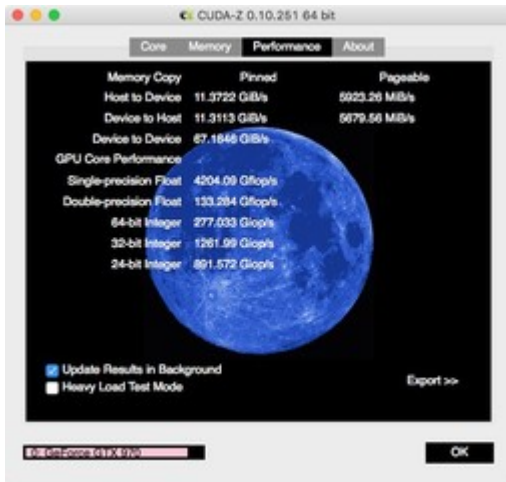 CUDA-Z 0.10.251 64 bit
Core Memory Performance About
Memory Copy Pinned Pageable
Host to Device 11.3722 GiB/s 5923.26 MiB/s
Device to Host 11.3113 GiB/s 5679.56 MiB/s
Device to Device 67.1646 GiB/s
GPU Core Performance
Single-precision Float 4204.09 Gflop/s
Double-precision Float 133.284 Gflop/s
64-bit Integer 277.033 Giop/s
32-bit Integer 1261.99 Giop/s
24-bit Integer 891.572 Giop/s
Update Results in Background
Heavy Load Test Mode
Export >>
0: GeForce GTX 970
OK